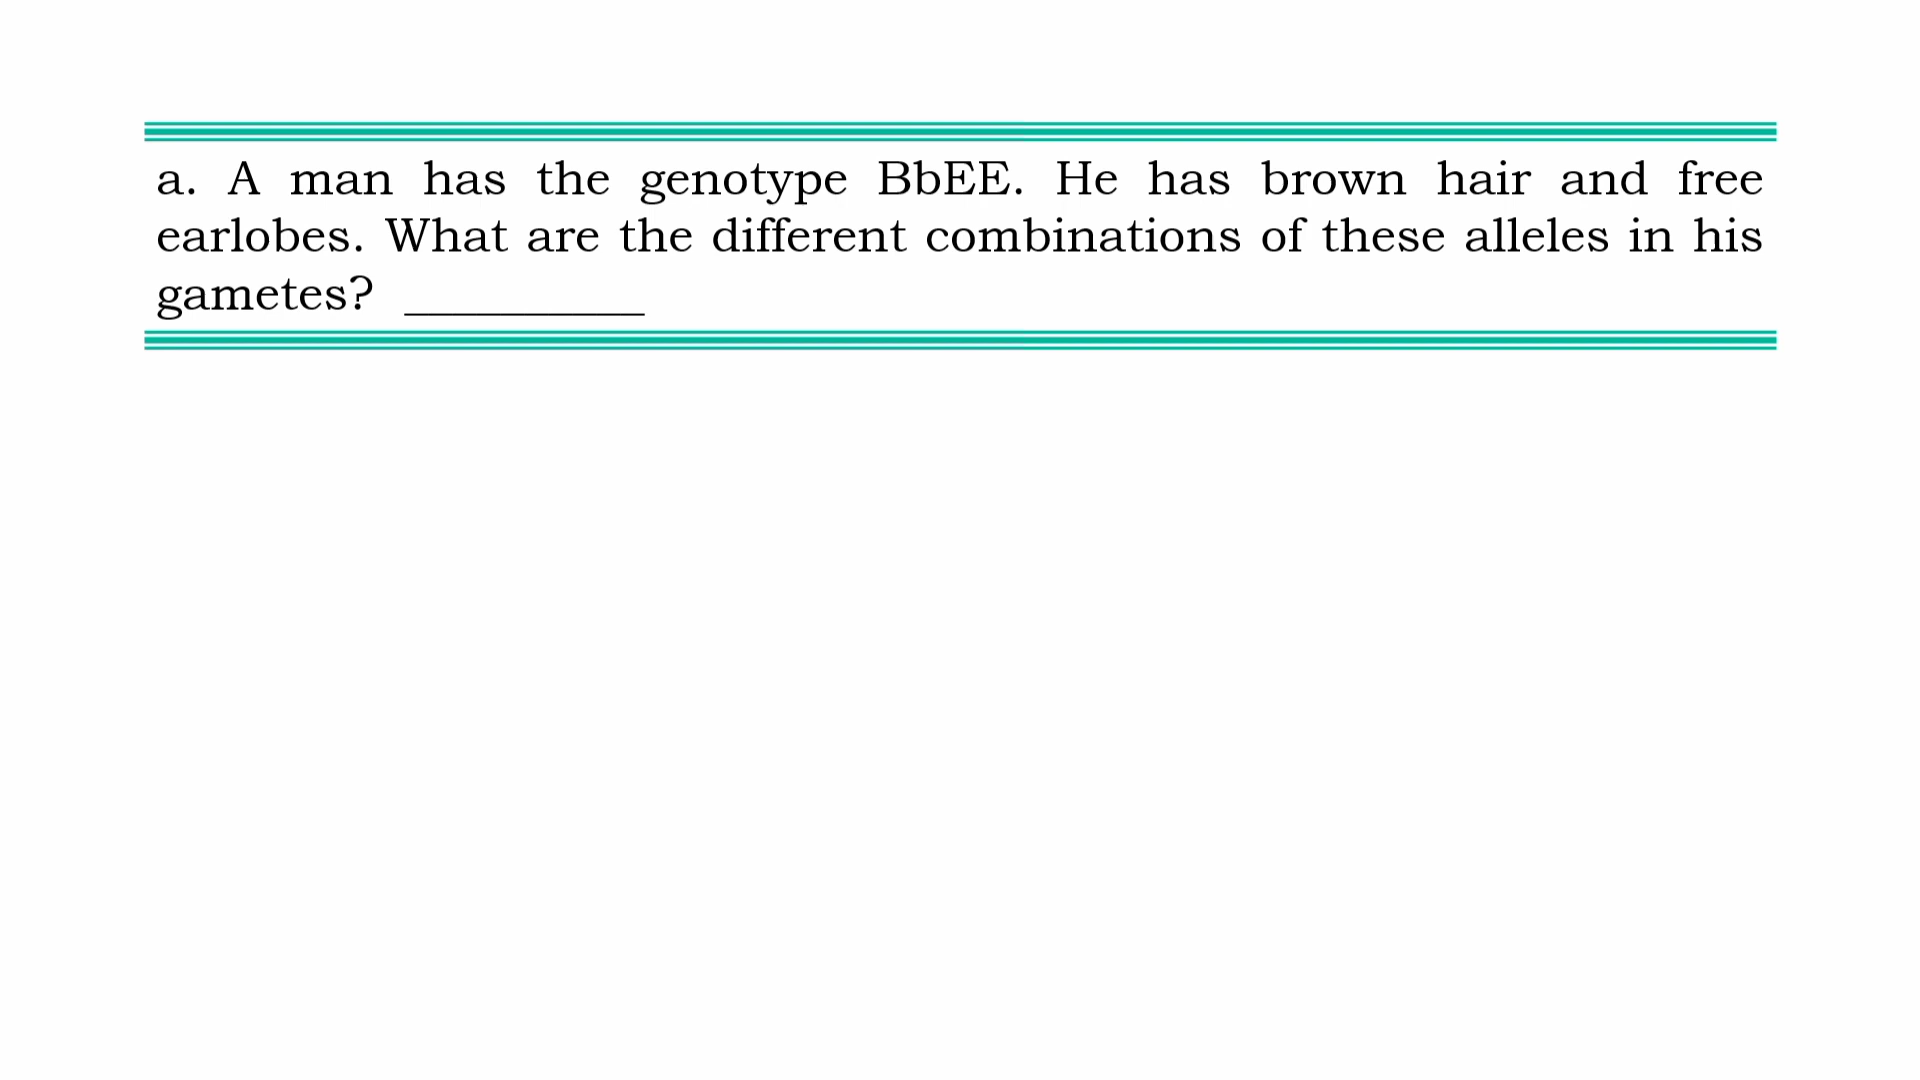 a. A man has the genotype BbEE. He has brown hair and free
earlobes. What are the different combinations of these alleles in his
gametes? __________